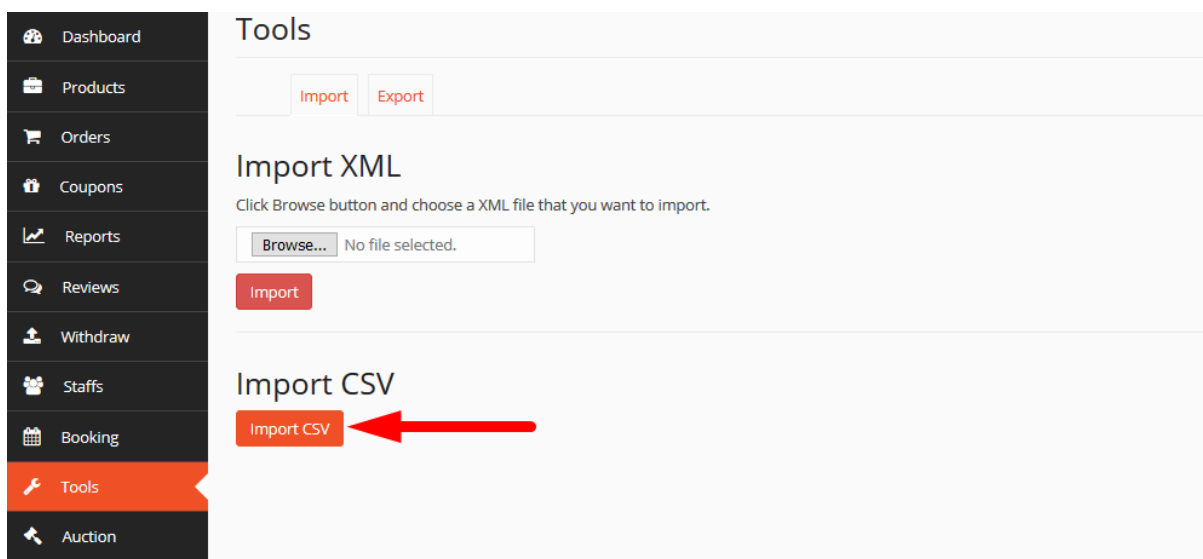 Dashboard
Products
Orders
Coupons
Reports
Reviews
Withdraw
Staffs
Booking
Tools
Auction
Tools
Import
Export
Import XML
Click Browse button and choose a XML file that you want to import.
Browse... No file selected.
Import
Import CSV
Import CSV